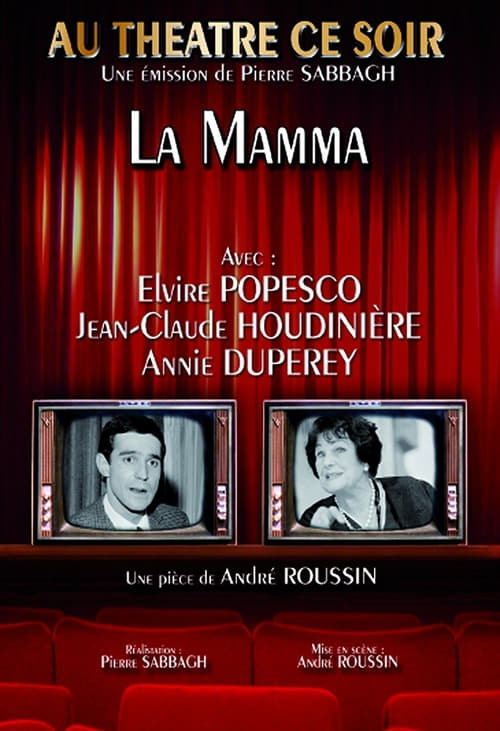 AU THEATRE CE SOIR
UNE ÉMISSION DE PIERRE SABBAGH
LA MAMMA
AVEC :
ELVIRE POPESCO
JEAN-CLAUDE HOUDINIÈRE
ANNIE DUPEREY
UNE PIÈCE DE ANDRÉ ROUSSIN
RÉALISATION :
PIERRE SABBAGH
MISE EN SCÈNE :
ANDRÉ ROUSSIN